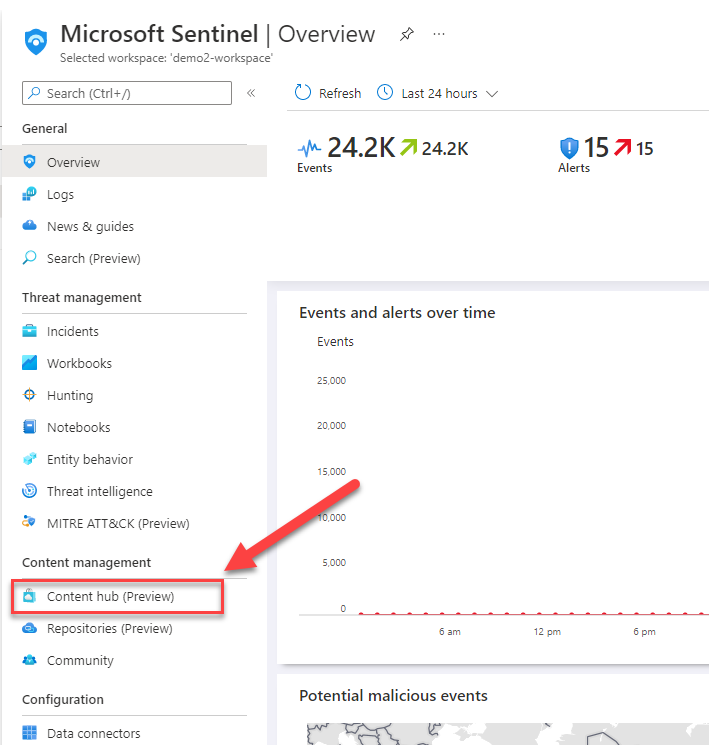 Microsoft Sentinel | Overview
Selected workspace: 'demo2-workspace'
Search (Ctrl+/)
General
Overview
Logs
News & guides
Search (Preview)
Threat management
Incidents
Workbooks
Hunting
Notebooks
Entity behavior
Threat intelligence
MITRE ATT&CK (Preview)
Content management
Content hub (Preview)
Repositories (Preview)
Community
Configuration
Data connectors
Refresh
Last 24 hours
24.2K 24.2K
Events
15 15
Alerts
Events and alerts over time
Events
25,000
20,000
15,000
10,000
5,000
0
6 am 12 pm 6 pm
Potential malicious events